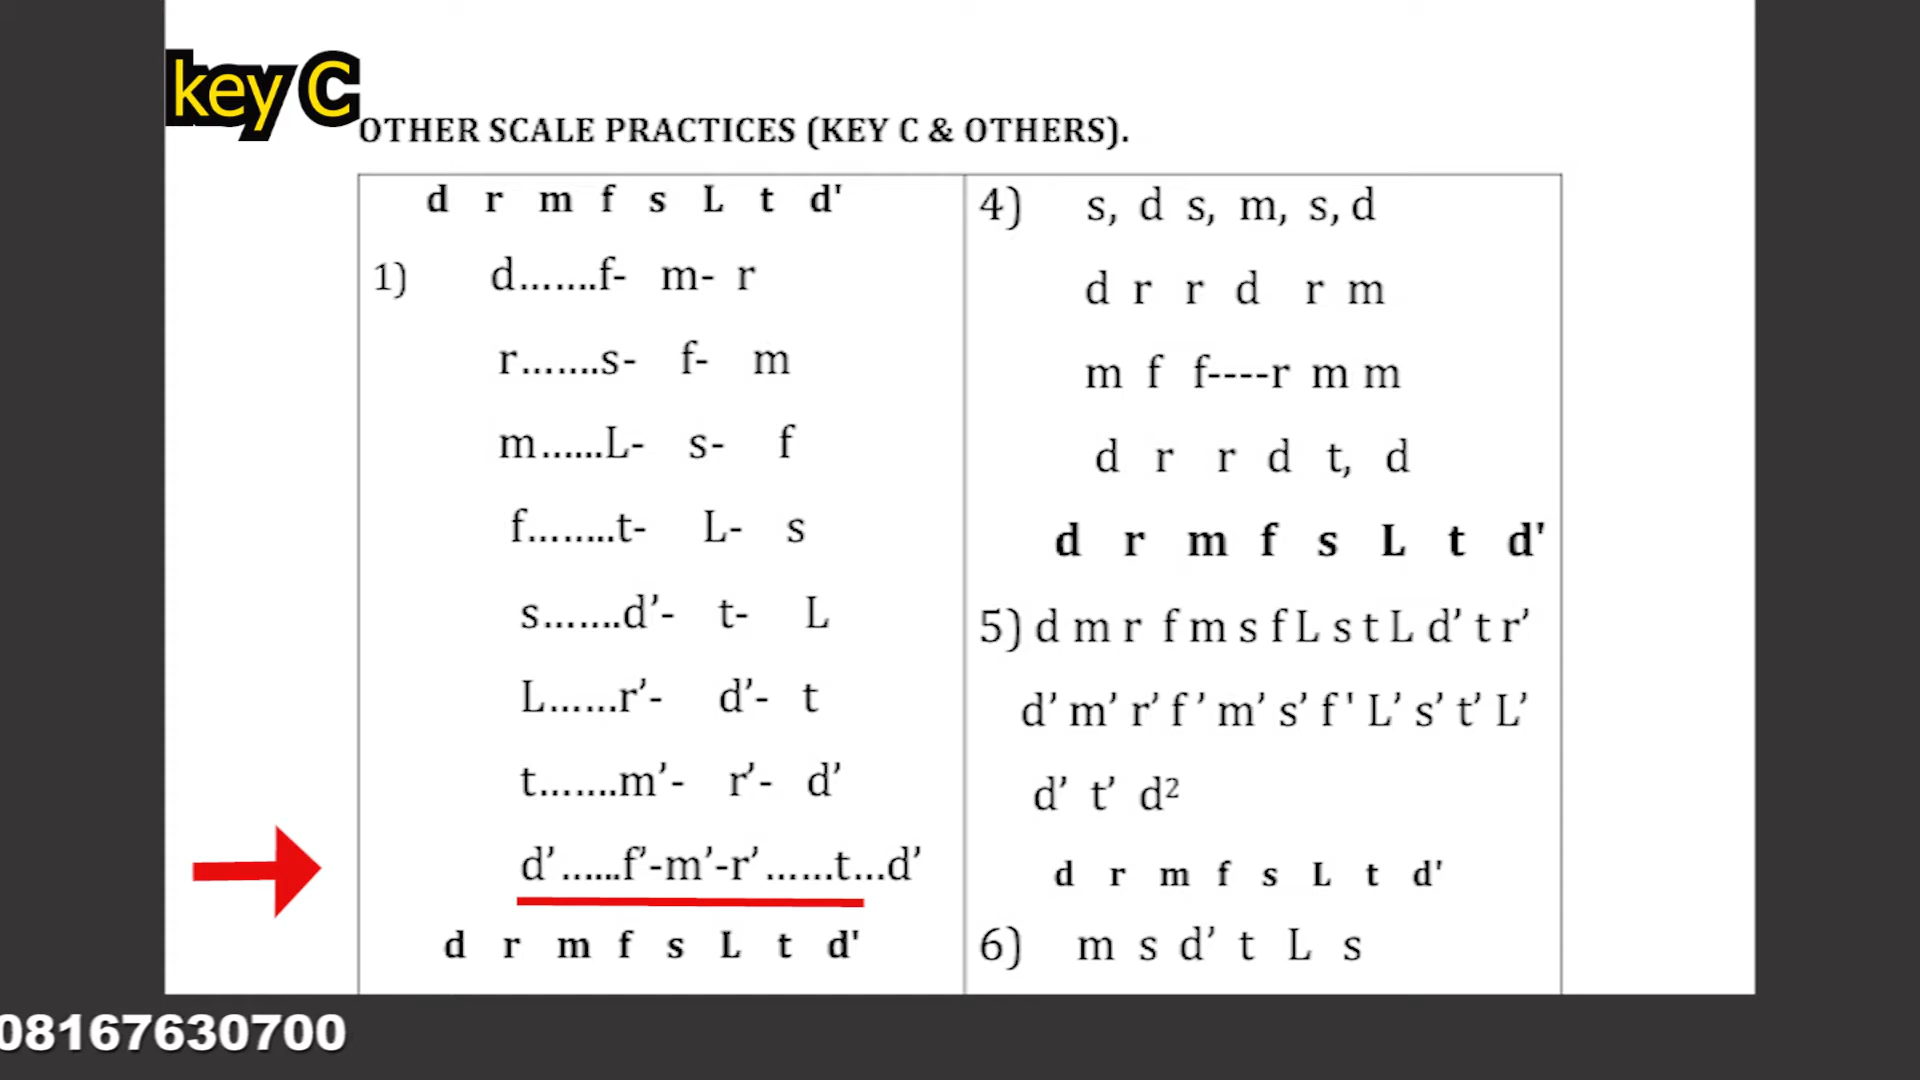 key C
OTHER SCALE PRACTICES (KEY C & OTHERS).
d r m f s L t d'
1) d.......f- m- r
r.......s- f- m
m......L- s- f
f........t- L- s
s.......d’- t- L
L......r’- d’- t
t.......m’- r’- d’
d’......f’-m’-r’......t...d’
d r m f s L t d'
4) s, d s, m, s, d
d r r d r m
m f f----r m m
d r r d t, d
d r m f s L t d'
5) d m r f m s f L s t L d’ t r’
d’ m’ r’ f ’ m’ s’ f ' L’ s’ t’ L’
d’ t’ d²
d r m f s L t d'
6) m s d’ t L s
08167630700